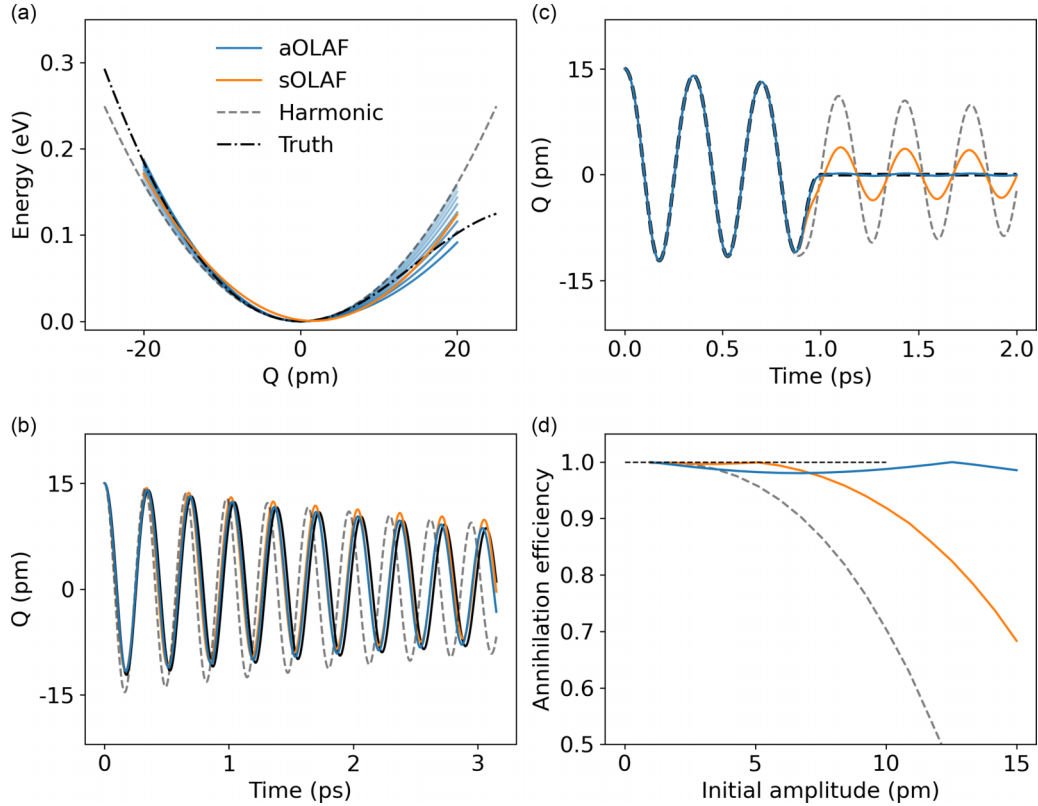 (a)
Energy (eV)
0.3
0.2
0.1
0.0
aOLAF
sOLAF
Harmonic
Truth
-20
0
20
Q (pm)
(c)
Q (pm)
15
0
-15
0.0
0.5
1.0
1.5
2.0
Time (ps)
(b)
Q (pm)
15
0
-15
0
1
2
3
Time (ps)
(d)
Annihilation efficiency
1.0
0.9
0.8
0.7
0.6
0.5
0
5
10
15
Initial amplitude (pm)